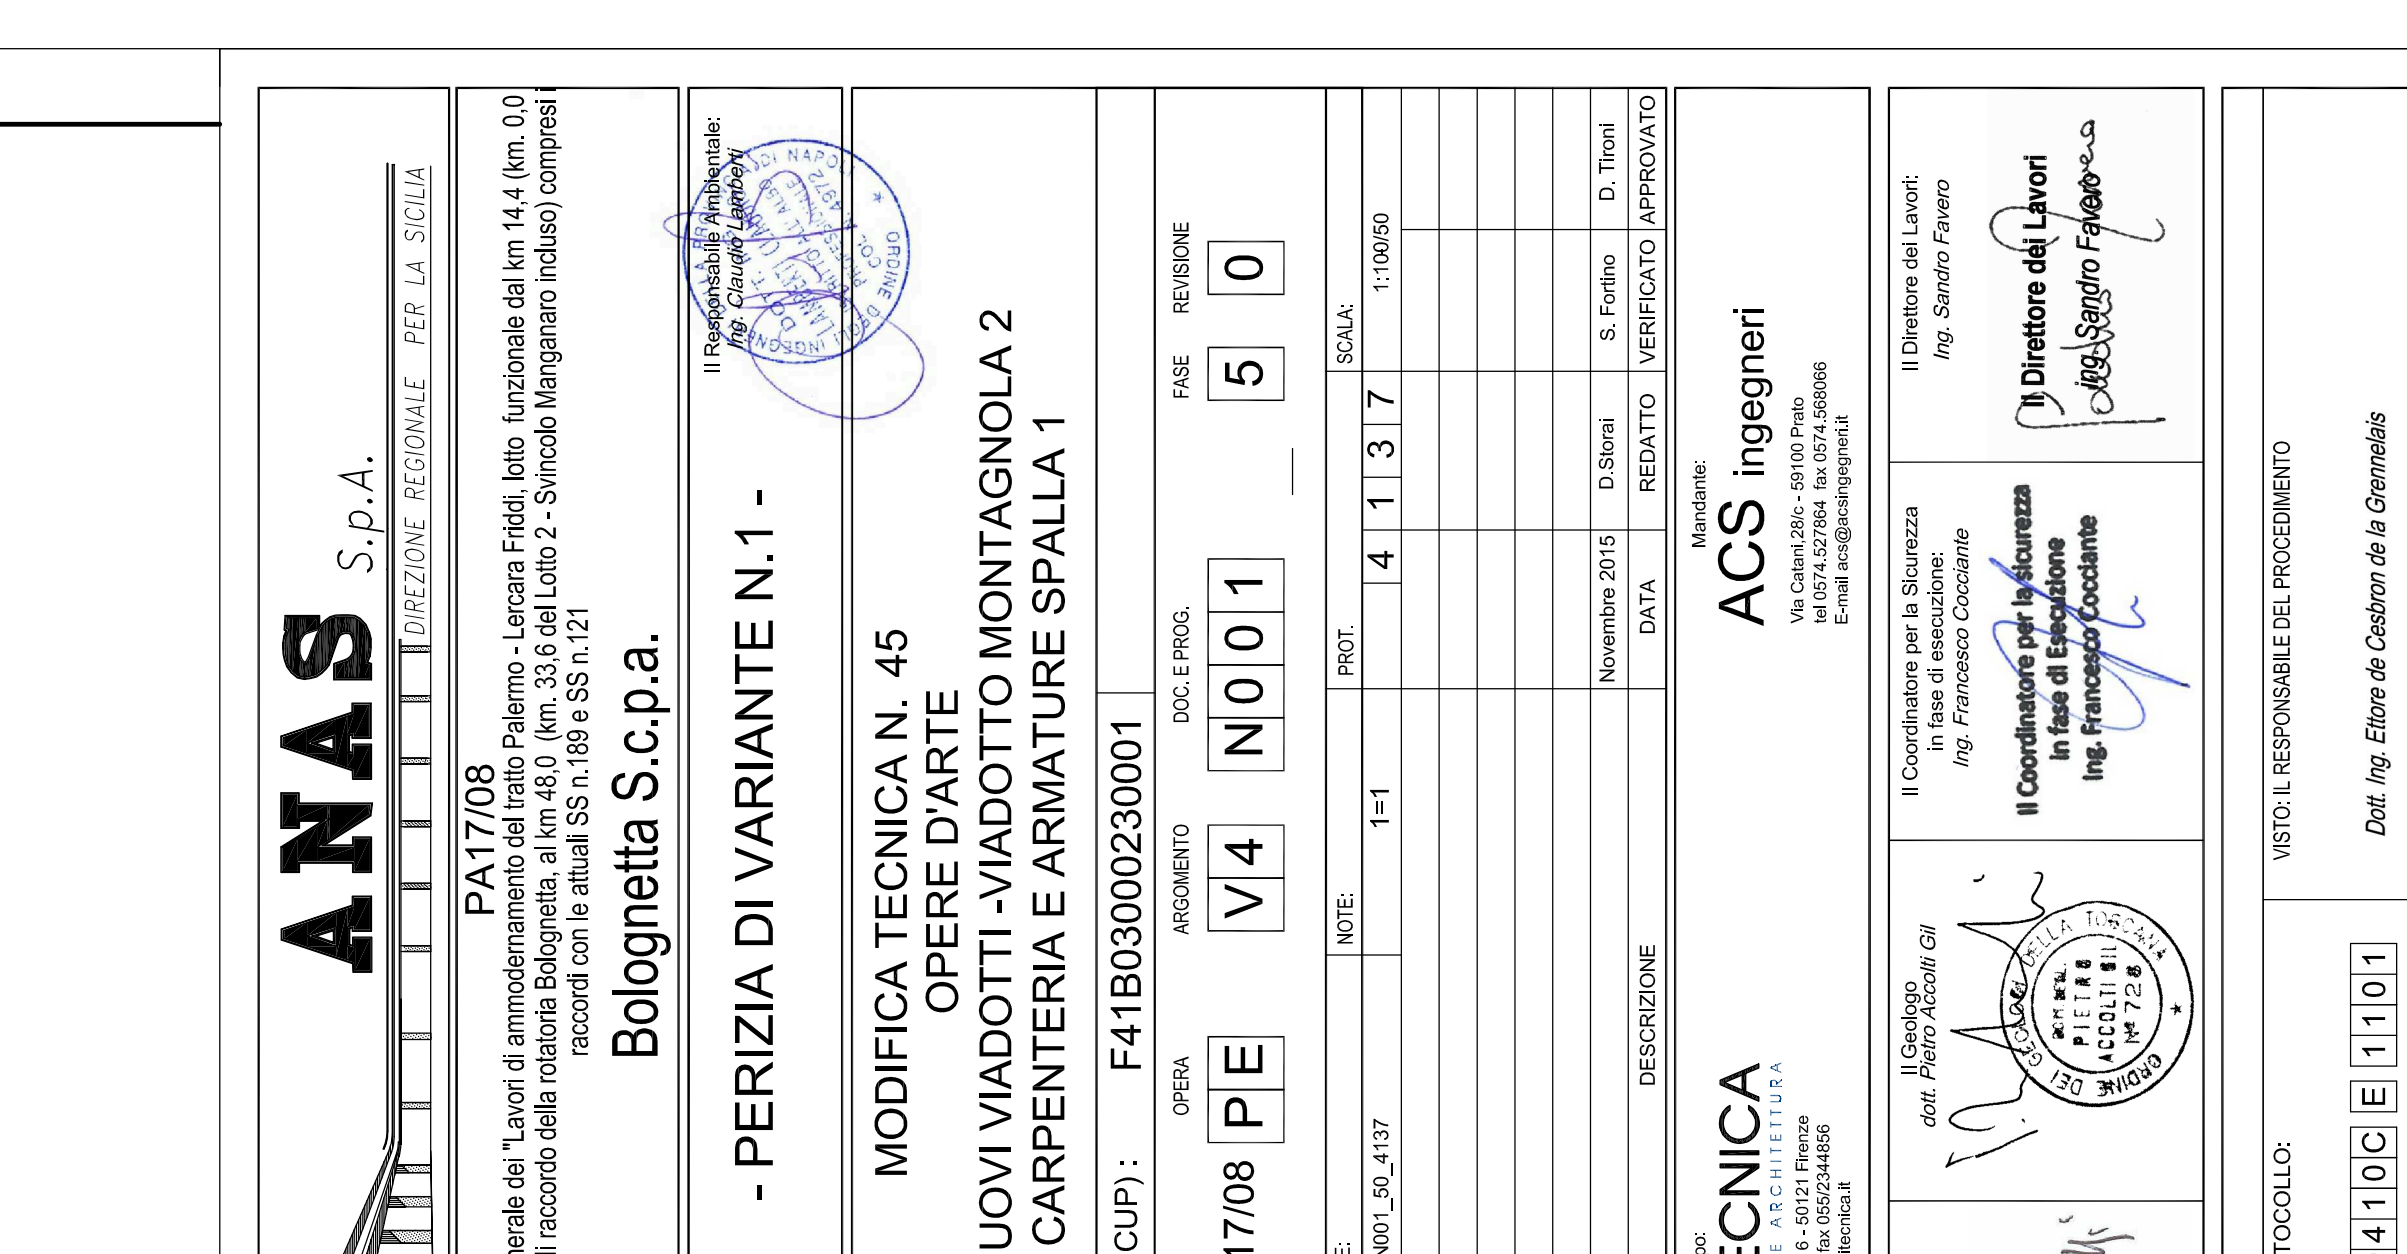 ANAS S.p.A.
DIREZIONE REGIONALE PER LA SICILIA
PA17/08
nerale dei "Lavori di ammodernamento del tratto Palermo - Lercara Friddi, lotto funzionale dal km 14,4 (km. 0,0
di raccordo della rotatoria Bolognetta, al km 48,0 (km. 33,6 del Lotto 2 - Svincolo Manganaro incluso) compresi i
raccordi con le attuali SS n.189 e SS n.121
Bolognetta S.c.p.a.
Il Responsabile Ambientale:
Ing. Claudio Lamberti
- PERIZIA DI VARIANTE N.1 -
MODIFICA TECNICA N. 45
OPERE D'ARTE
UOVI VIADOTTI -VIADOTTO MONTAGNOLA 2
CARPENTERIA E ARMATURE SPALLA 1
CUP) : F41B03000230001
OPERA ARGOMENTO DOC. E PROG. FASE REVISIONE
17/08 P E V 4 N 0 0 1 _ 5 0
NOTE: PROT. SCALA:
N001_50_4137 1=1 4 1 3 7 1:100/50
Novembre 2015 D.Storai S. Fortino D. Tironi
DESCRIZIONE DATA REDATTO VERIFICATO APPROVATO
Mandante:
ECNICA ACS ingegneri
E ARCHITETTURA
6 - 50121 Firenze
fax 055/2344856
itecnica.it
Via Catani,28/c - 59100 Prato
tel 0574.527864 fax 0574.568066
E-mail acs@acsingegneri.it
Il Geologo
dott. Pietro Accolti Gil
ORDINE DEI GEOLOGI DELLA TOSCANA
PIETRO
ACCOLTI GIL
N° 728
Il Coordinatore per la Sicurezza
in fase di esecuzione:
Ing. Francesco Cocciante
Il Coordinatore per la sicurezza
in fase di Esecuzione
Ing. Francesco Cocciante
Il Direttore dei Lavori:
Ing. Sandro Favero
Il Direttore dei Lavori
Ing. Sandro Favero
TOCOLLO:
4 1 0 C E 1 1 0 1
VISTO: IL RESPONSABILE DEL PROCEDIMENTO
Dott. Ing. Ettore de Cesbron de la Grennelais